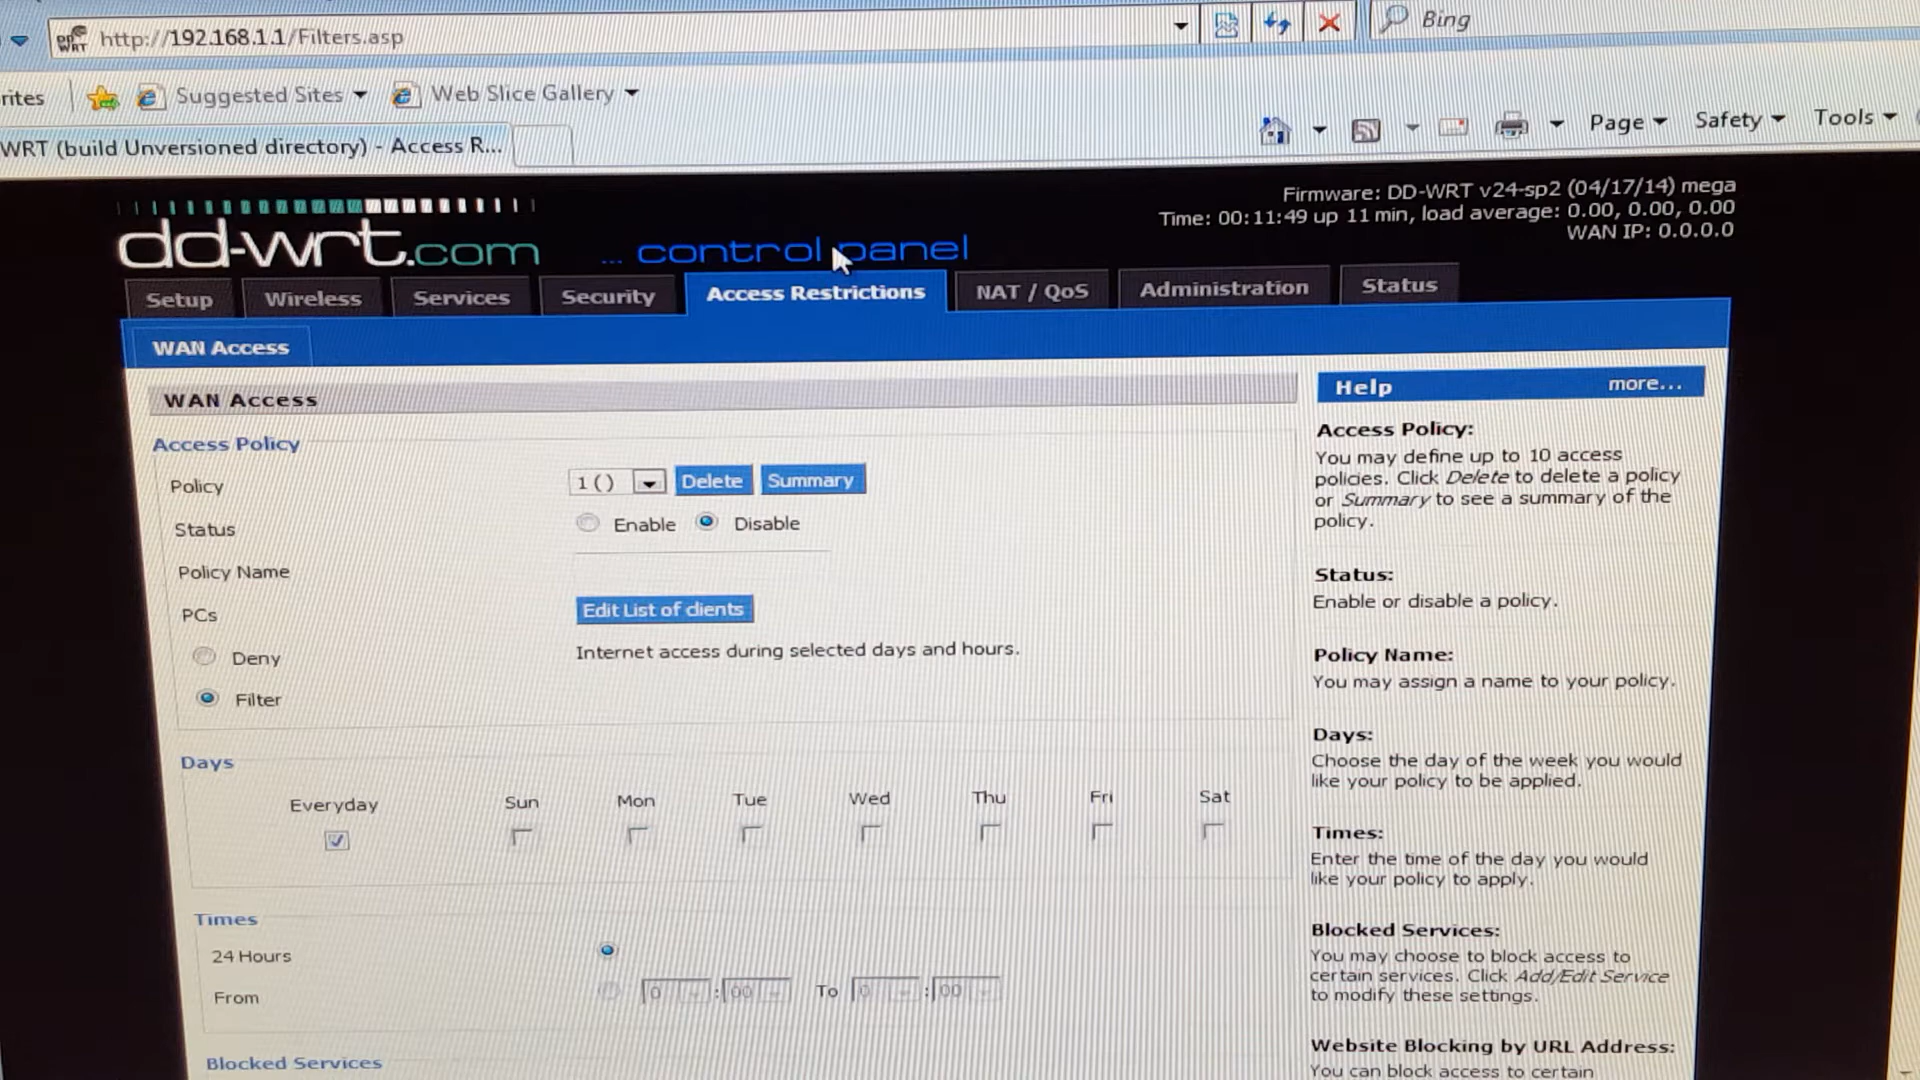 http://192.168.1.1/Filters.asp
Bing
rites
Suggested Sites
Web Slice Gallery
WRT (build Unversioned directory) - Access R...
Page
Safety
Tools
Firmware: DD-WRT v24-sp2 (04/17/14) mega
Time: 00:11:49 up 11 min, load average: 0.00, 0.00, 0.00
WAN IP: 0.0.0.0
dd-wrt.com
... control panel
Setup
Wireless
Services
Security
Access Restrictions
NAT / QoS
Administration
Status
WAN Access
WAN Access
Access Policy
Policy
1 ()
Delete
Summary
Status
Enable
Disable
Policy Name
PCs
Edit List of clients
Deny
Internet access during selected days and hours.
Filter
Days
Everyday
Sun
Mon
Tue
Wed
Thu
Fri
Sat
Times
24 Hours
From
0
:
00
To
0
:
00
Blocked Services
Help
more...
Access Policy:
You may define up to 10 access
policies. Click Delete to delete a policy
or Summary to see a summary of the
policy.
Status:
Enable or disable a policy.
Policy Name:
You may assign a name to your policy.
Days:
Choose the day of the week you would
like your policy to be applied.
Times:
Enter the time of the day you would
like your policy to apply.
Blocked Services:
You may choose to block access to
certain services. Click Add/Edit Service
to modify these settings.
Website Blocking by URL Address:
You can block access to certain